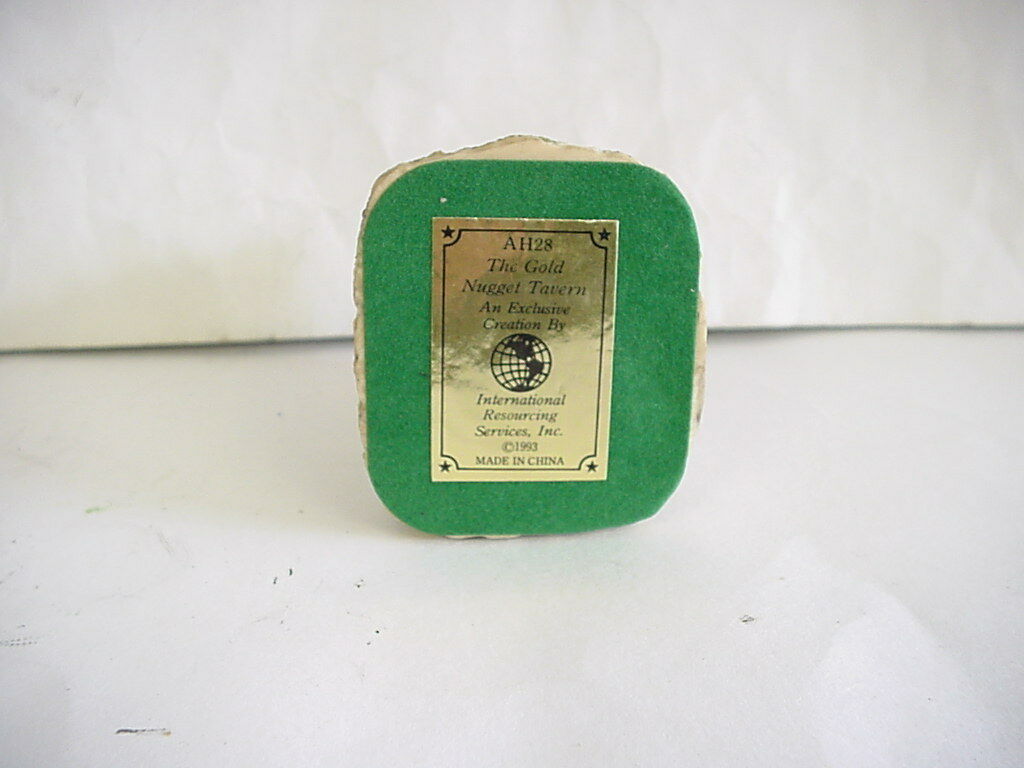 AH28
The Gold
Nugget Tavern
An Exclusive
Creation By
International
Resourcing
Services, Inc.
©1993
MADE IN CHINA